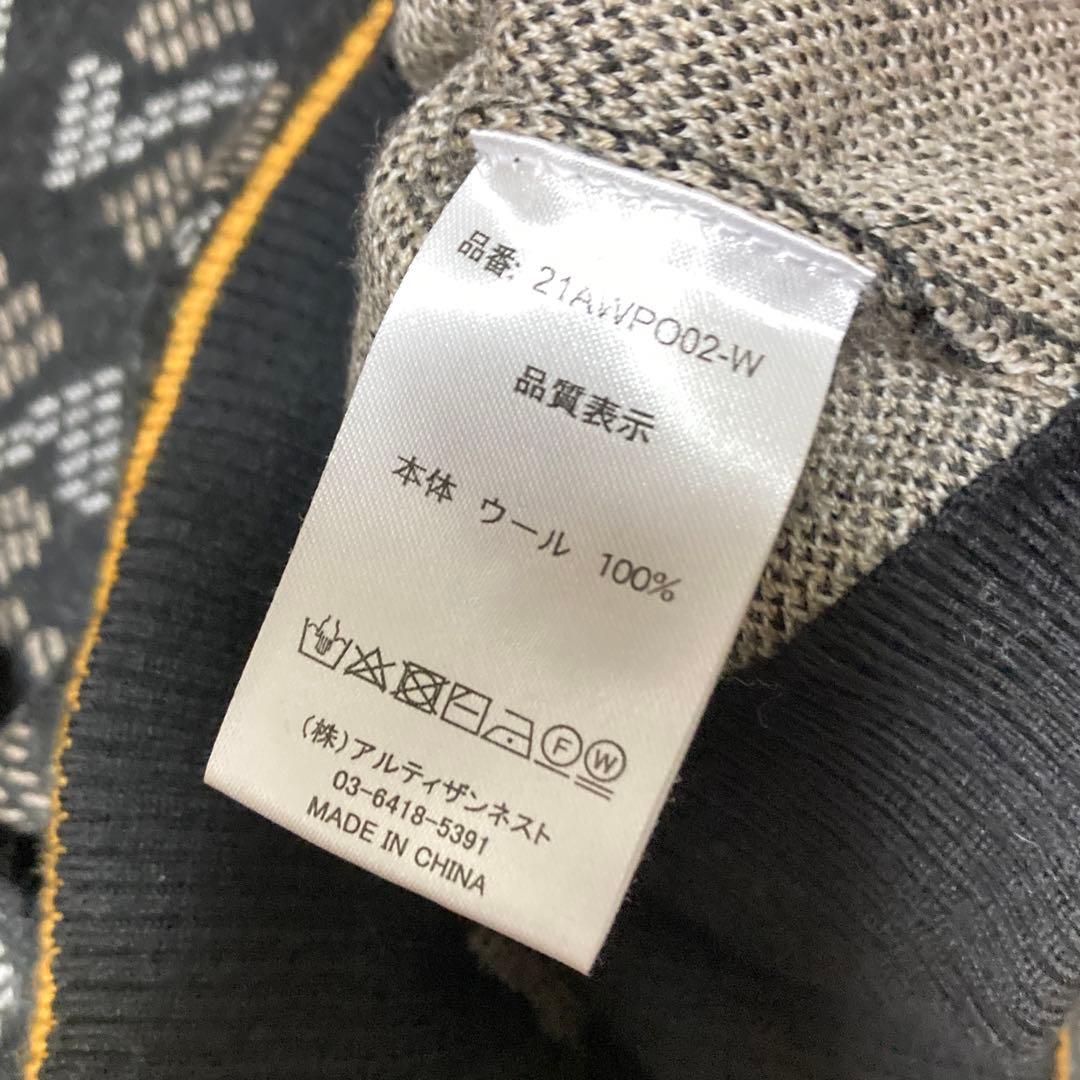 品番: 21AWPO02-W
品質表示
本体 ウール 100%
F W
(株)アルティザンネスト
03-6418-5391
MADE IN CHINA